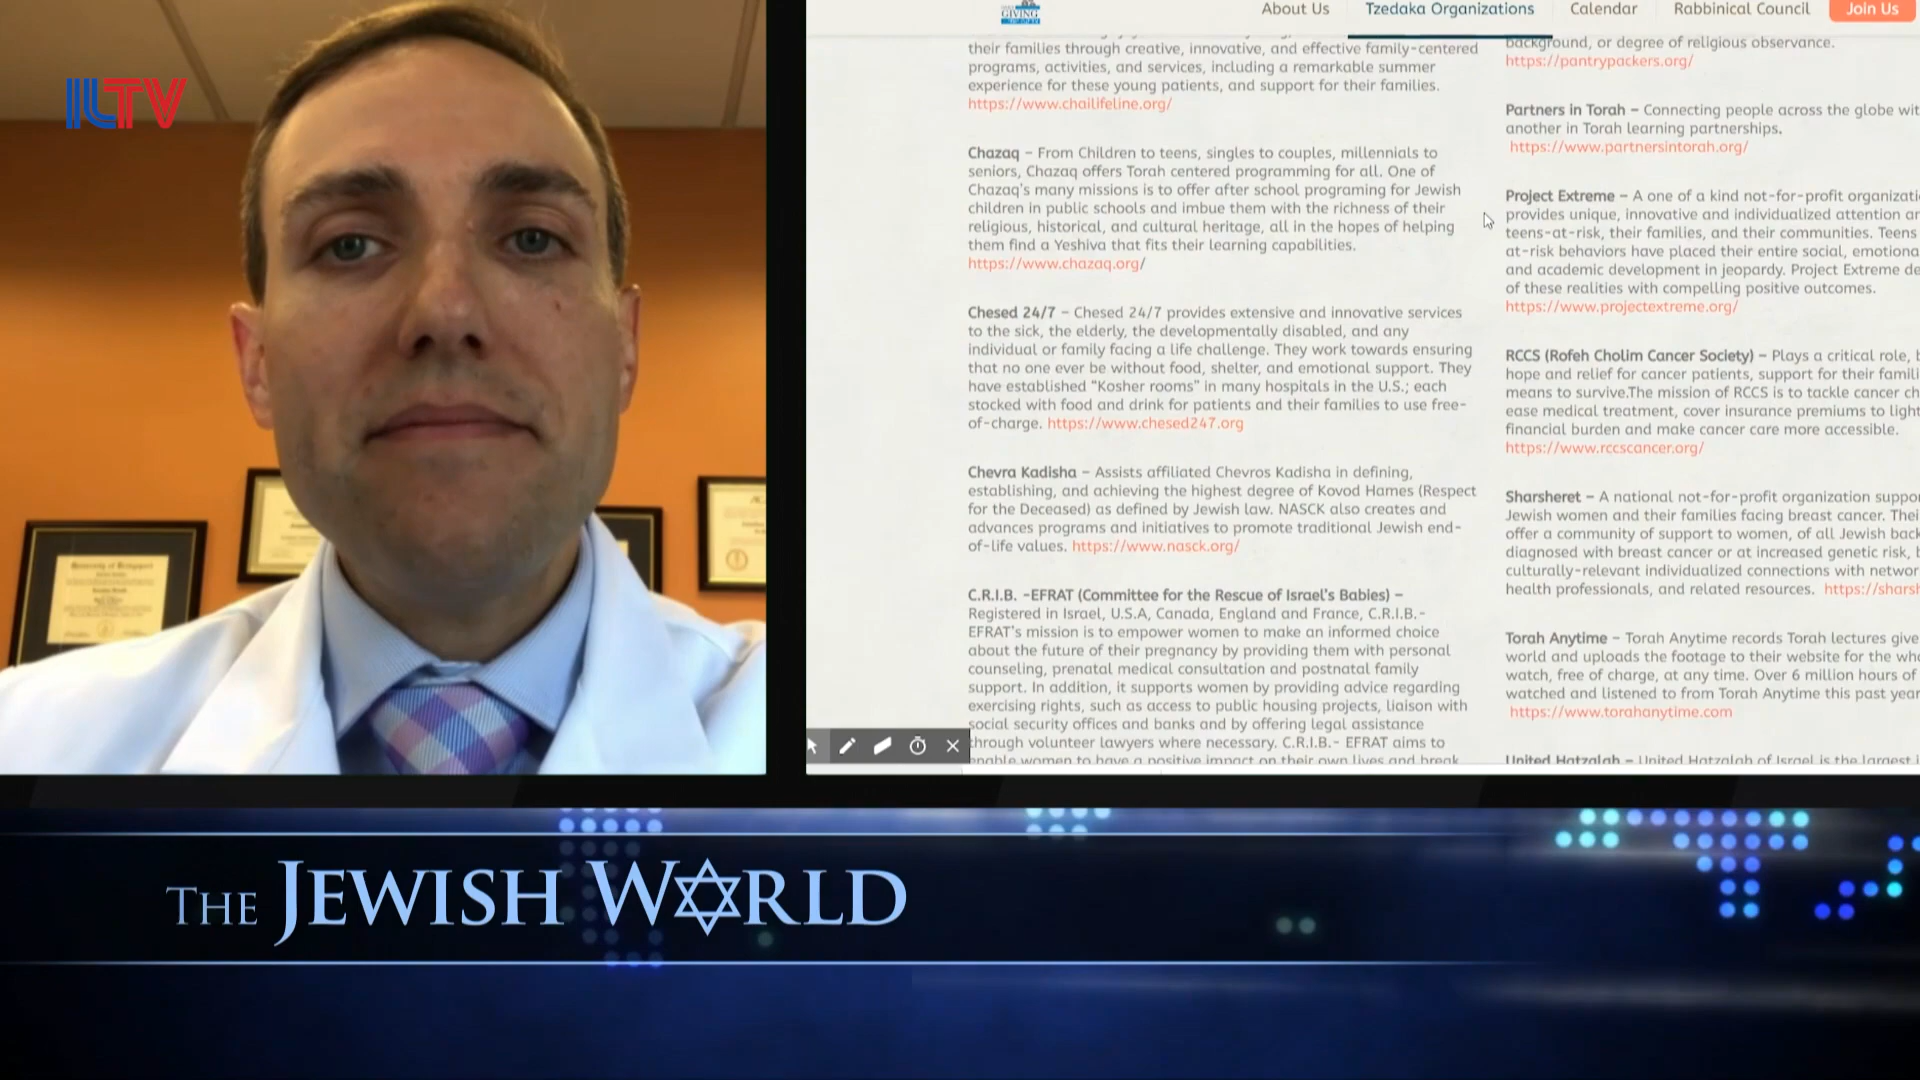 ILTV
GIVING
About Us
Tzedaka Organizations
Calendar
Rabbinical Council
Join Us
their families through creative, innovative, and effective family-centered
programs, activities, and services, including a remarkable summer
experience for these young patients, and support for their families.
https://www.chailifeline.org/
Chazaq – From Children to teens, singles to couples, millennials to
seniors, Chazaq offers Torah centered programming for all. One of
Chazaq's many missions is to offer after school programing for Jewish
children in public schools and imbue them with the richness of their
religious, historical, and cultural heritage, all in the hopes of helping
them find a Yeshiva that fits their learning capabilities.
https://www.chazaq.org/
Chesed 24/7 – Chesed 24/7 provides extensive and innovative services
to the sick, the elderly, the developmentally disabled, and any
individual or family facing a life challenge. They work towards ensuring
that no one ever be without food, shelter, and emotional support. They
have established "Kosher rooms" in many hospitals in the U.S.; each
stocked with food and drink for patients and their families to use free-
of-charge. https://www.chesed247.org
Chevra Kadisha – Assists affiliated Chevros Kadisha in defining,
establishing, and achieving the highest degree of Kovod Hames (Respect
for the Deceased) as defined by Jewish law. NASCK also creates and
advances programs and initiatives to promote traditional Jewish end-
of-life values. https://www.nasck.org/
C.R.I.B. -EFRAT (Committee for the Rescue of Israel's Babies) –
Registered in Israel, U.S.A, Canada, England and France, C.R.I.B.-
EFRAT's mission is to empower women to make an informed choice
about the future of their pregnancy by providing them with personal
counseling, prenatal medical consultation and postnatal family
support. In addition, it supports women by providing advice regarding
exercising rights, such as access to public housing projects, liaison with
social security offices and banks and by offering legal assistance
through volunteer lawyers where necessary. C.R.I.B.- EFRAT aims to
enable women to have a positive impact on their own lives and break
background, or degree of religious observance.
https://pantrypackers.org/
Partners in Torah – Connecting people across the globe wit
another in Torah learning partnerships.
https://www.partnersintorah.org/
Project Extreme – A one of a kind not-for-profit organizati
provides unique, innovative and individualized attention an
teens-at-risk, their families, and their communities. Teens
at-risk behaviors have placed their entire social, emotiona
and academic development in jeopardy. Project Extreme de
of these realities with compelling positive outcomes.
https://www.projectextreme.org/
RCCS (Rofeh Cholim Cancer Society) – Plays a critical role, b
hope and relief for cancer patients, support for their famili
means to survive.The mission of RCCS is to tackle cancer ch
ease medical treatment, cover insurance premiums to light
financial burden and make cancer care more accessible.
https://www.rccscancer.org/
Sharsheret – A national not-for-profit organization suppor
Jewish women and their families facing breast cancer. Thei
offer a community of support to women, of all Jewish back
diagnosed with breast cancer or at increased genetic risk, b
culturally-relevant individualized connections with networ
health professionals, and related resources. https://sharsh
Torah Anytime – Torah Anytime records Torah lectures give
world and uploads the footage to their website for the who
watch, free of charge, at any time. Over 6 million hours of
watched and listened to from Torah Anytime this past year
https://www.torahanytime.com
United Hatzalah – United Hatzalah of Israel is the largest i
THE JEWISH WORLD